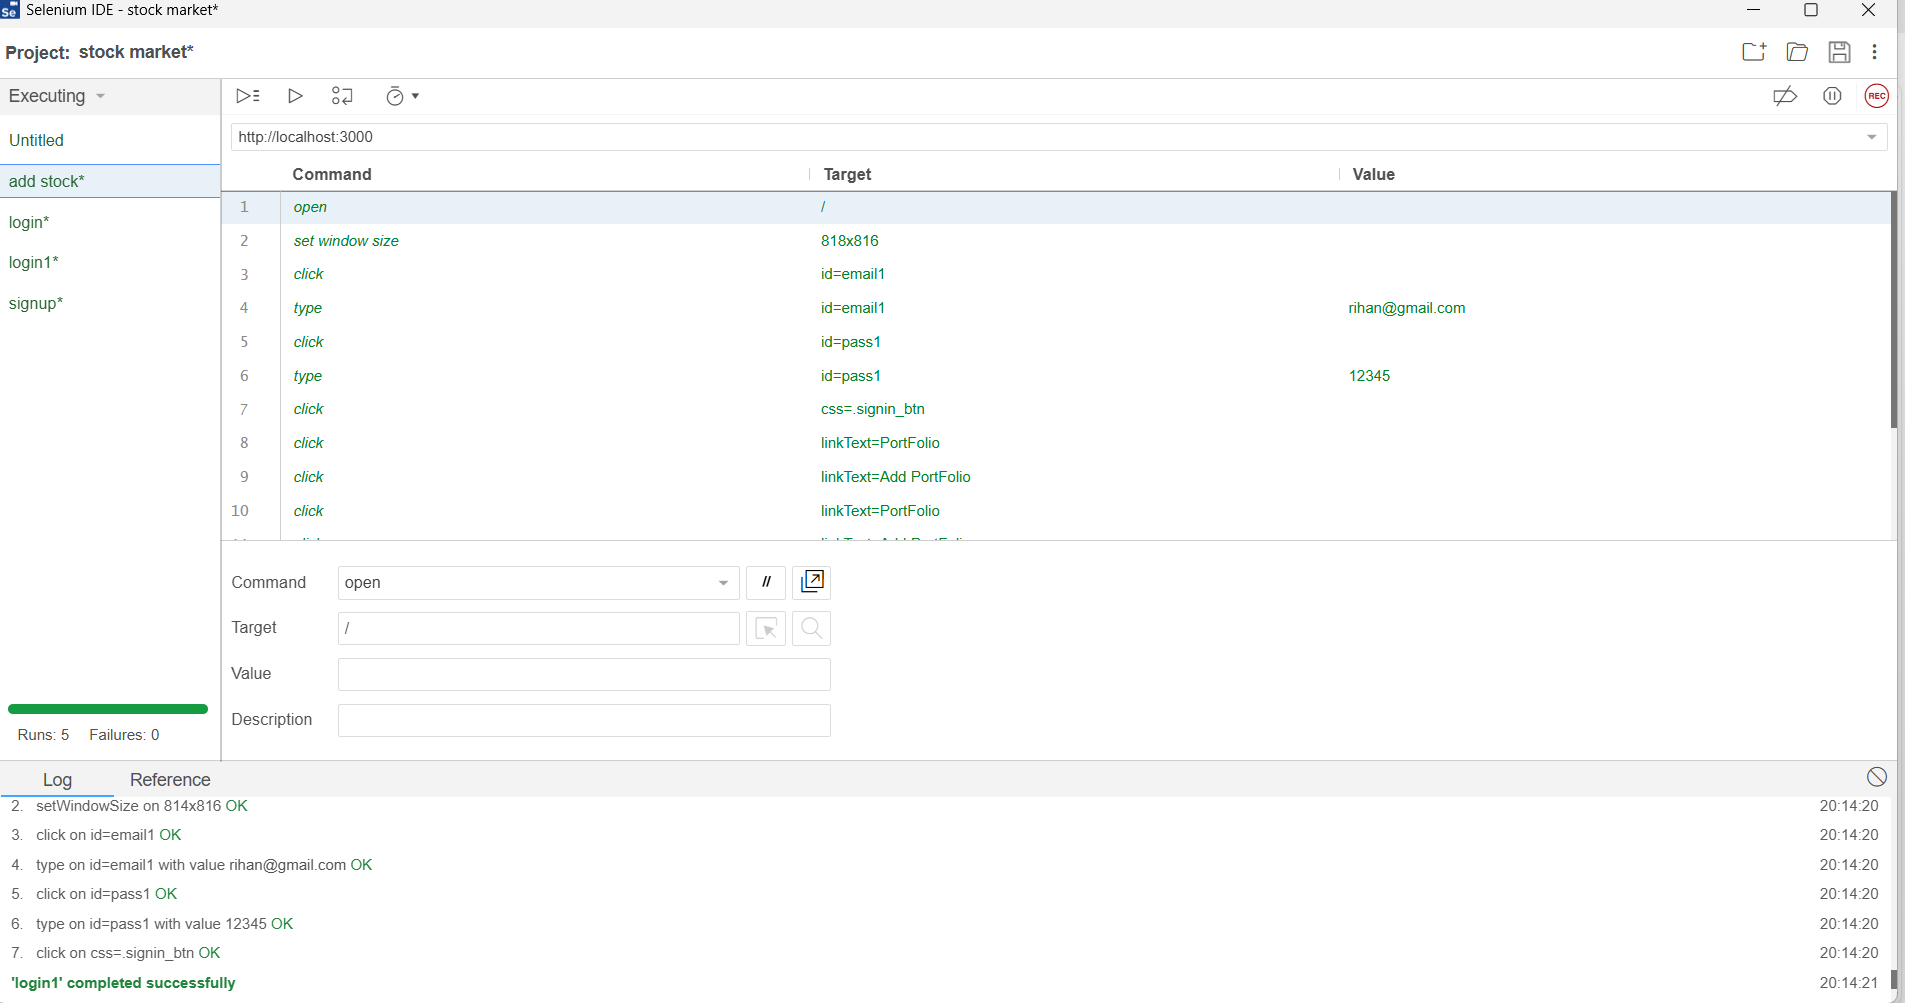 Se Selenium IDE - stock market*
Project: stock market*
Executing
REC
Untitled
http://localhost:3000
Command Target Value
add stock*
login*
login1*
signup*
1 open /
2 set window size 818x816
3 click id=email1
4 type id=email1 rihan@gmail.com
5 click id=pass1
6 type id=pass1 12345
7 click css=.signin_btn
8 click linkText=PortFolio
9 click linkText=Add PortFolio
10 click linkText=PortFolio
Command open //
Target /
Value
Description
Runs: 5 Failures: 0
Log Reference
2. setWindowSize on 814x816 OK 20:14:20
3. click on id=email1 OK 20:14:20
4. type on id=email1 with value rihan@gmail.com OK 20:14:20
5. click on id=pass1 OK 20:14:20
6. type on id=pass1 with value 12345 OK 20:14:20
7. click on css=.signin_btn OK 20:14:20
'login1' completed successfully 20:14:21